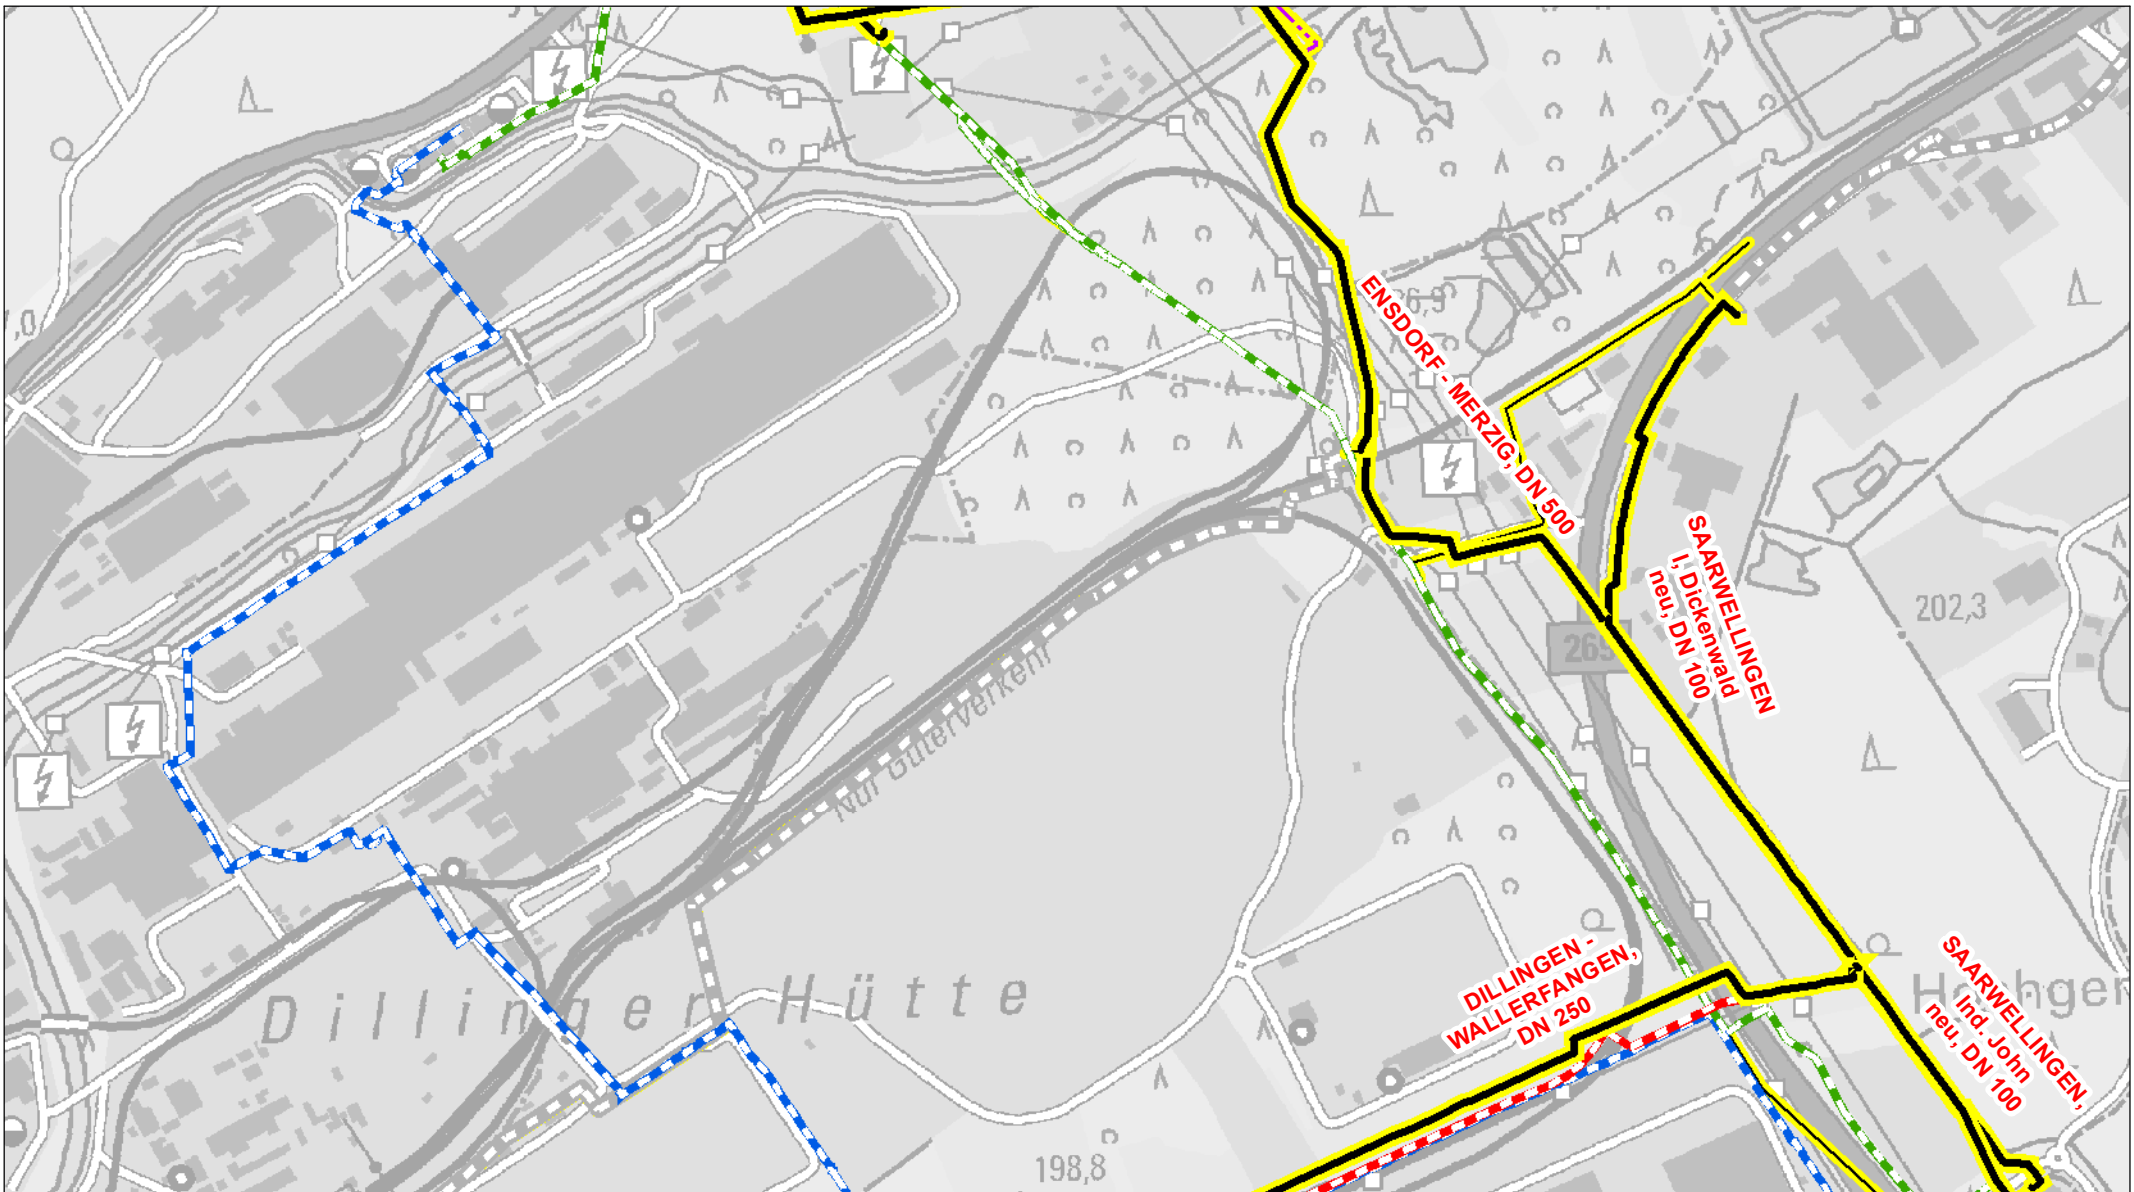 ENSDORF - MERZIG, DN 500
SAARWELLINGEN
I, Dickenwald
neu, DN 100
269
202,3
Nur Güterverkehr
DILLINGEN -
WALLERFANGEN,
DN 250
SAARWELLINGEN,
Ind. John
neu, DN 100
Dillinger Hütte
198,8